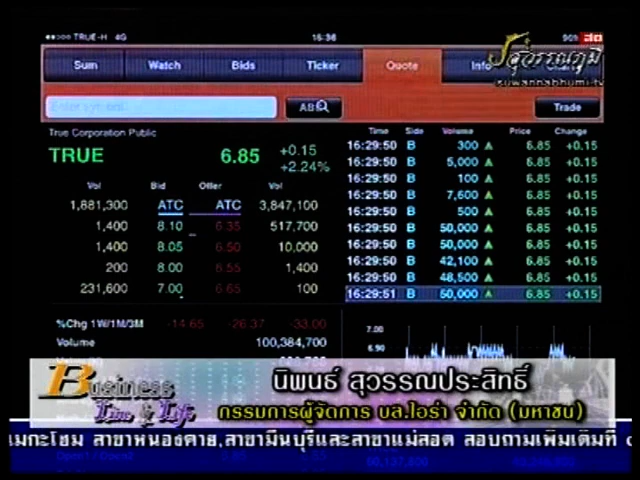 TRUE-H 4G 16:36
สุวรรณภูมิ
suwannabhumi-tv
Sum Watch Bids Ticker Quote Info
Trade
True Corporation Public
TRUE 6.85 +0.15
+2.24%
Vol Bid Offer Vol
1,881,300 ATC ATC 3,847,100
1,400 8.10 6.35 517,700
1,400 8.05 6.50 10,000
200 8.00 6.55 1,400
231,600 7.00 6.65 100
Time Side Volume Price Change
16:29:50 B 300 ▲ 6.85 +0.15
16:29:50 B 5,000 ▲ 6.85 +0.15
16:29:50 B 100 ▲ 6.85 +0.15
16:29:50 B 7,600 ▲ 6.85 +0.15
16:29:50 B 500 ▲ 6.85 +0.15
16:29:50 B 50,000 ▲ 6.85 +0.15
16:29:50 B 50,000 ▲ 6.85 +0.15
16:29:50 B 42,100 ▲ 6.85 +0.15
16:29:50 B 48,500 ▲ 6.85 +0.15
16:29:51 B 50,000 ▲ 6.85 +0.15
%Chg 1W/1M/3M -14.65 -26.37 -33.00
Volume 100,384,700
7.00
6.90
Business
Line & Life
นิพนธ์ สุวรรณประสิทธิ์
กรรมการผู้จัดการ บล.ไอร่า จำกัด (มหาชน)
เมกะโฮม สาขาหนองคาย,สาขามีนบุรีและสาขาแม่สอด สอบถามเพิ่มเติมที่